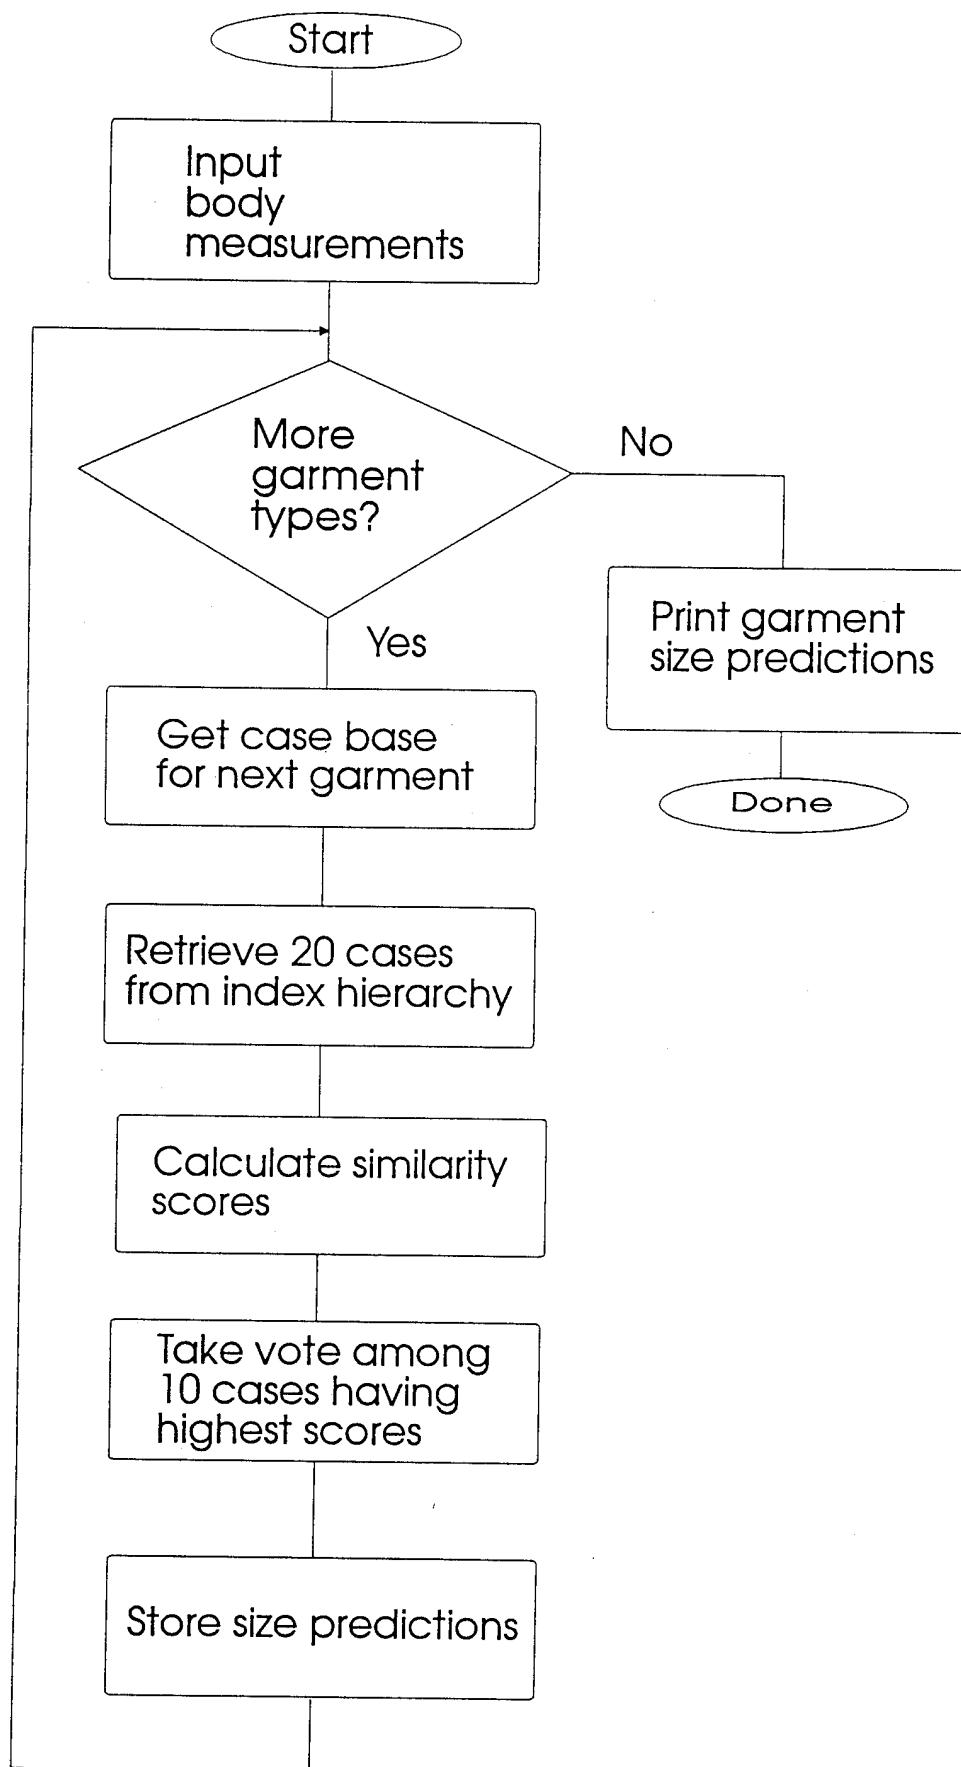 Start
Input
body
measurements
More
garment
types?
No
Yes
Print garment
size predictions
Get case base
for next garment
Done
Retrieve 20 cases
from index hierarchy
Calculate similarity
scores
Take vote among
10 cases having
highest scores
Store size predictions